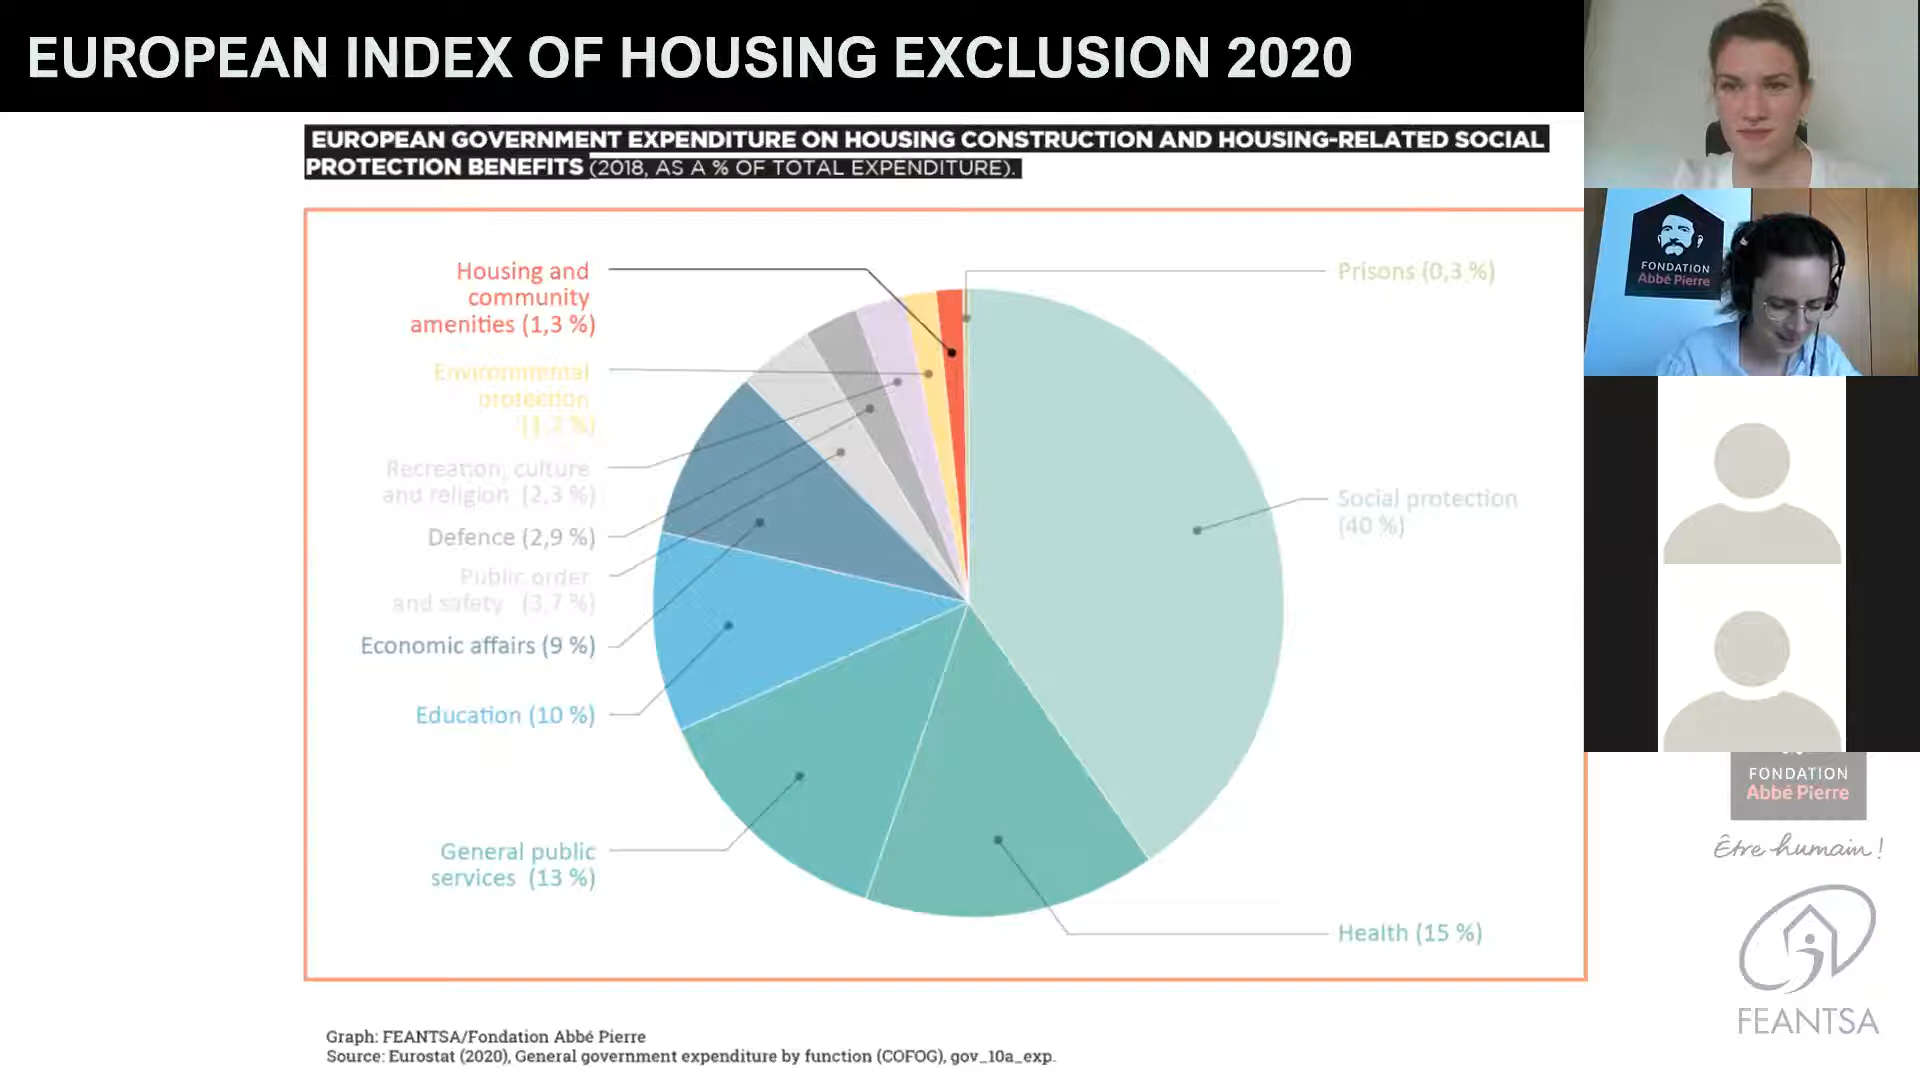 EUROPEAN INDEX OF HOUSING EXCLUSION 2020
EUROPEAN GOVERNMENT EXPENDITURE ON HOUSING CONSTRUCTION AND HOUSING-RELATED SOCIAL
PROTECTION BENEFITS (2018, AS A % OF TOTAL EXPENDITURE).
Housing and
community
amenities (1,3 %)
Environmental
protection
Recreation, culture
and religion (2,3 %)
Defence (2,9 %)
Public order
and safety (3,7 %)
Economic affairs (9 %)
Education (10 %)
General public
services (13 %)
Prisons (0,3 %)
Social protection
(40 %)
Health (15 %)
Graph: FEANTSA/Fondation Abbé Pierre
Source: Eurostat (2020), General government expenditure by function (COFOG), gov_10a_exp.
FONDATION
Abbé Pierre
FONDATION
Abbé Pierre
Être humain !
FEANTSA